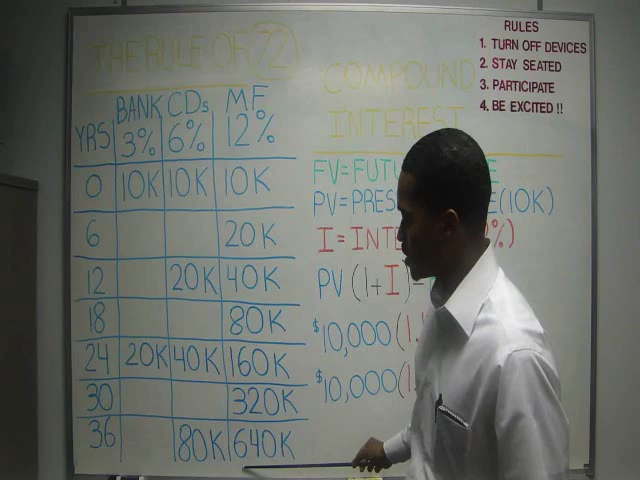 THE RULE OF 72
BANK CDs MF
YRS 3% 6% 12%
0 10K 10K 10K
6 20K
12 20K 40K
18 80K
24 20K 40K 160K
30 320K
36 80K 640K
COMPOUND
INTEREST
FV=FUTU E
PV=PRES E(10K)
I=INTE %)
PV(1+I)
$10,000(1.
$10,000(1.
RULES
1. TURN OFF DEVICES
2. STAY SEATED
3. PARTICIPATE
4. BE EXCITED !!